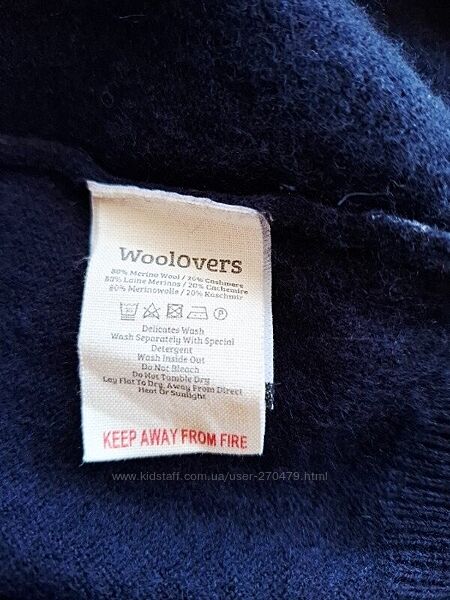 WoolOvers
80% Merino Wool / 20% Cashmere
80% Laine Merinos / 20% Cachemire
80% Merinowolle / 20% Kaschmir
30 P
Delicates Wash
Wash Separately With Special
Detergent
Wash Inside Out
Do Not Bleach
Do Not Tumble Dry
Lay Flat To Dry, Away From Direct
Heat Or Sunlight
KEEP AWAY FROM FIRE
www.kidstaff.com.ua/user-270479.html